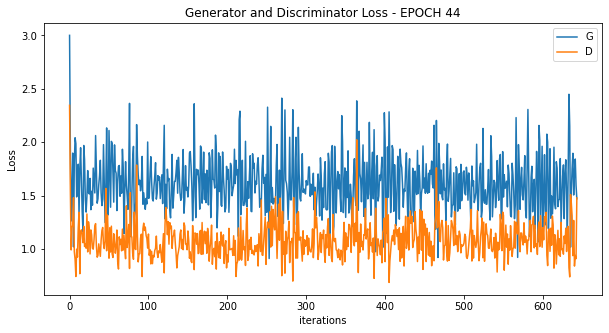 Generator and Discriminator Loss - EPOCH 44
G
D
3.0
2.5
2.0
1.5
1.0
Loss
0 100 200 300 400 500 600
iterations